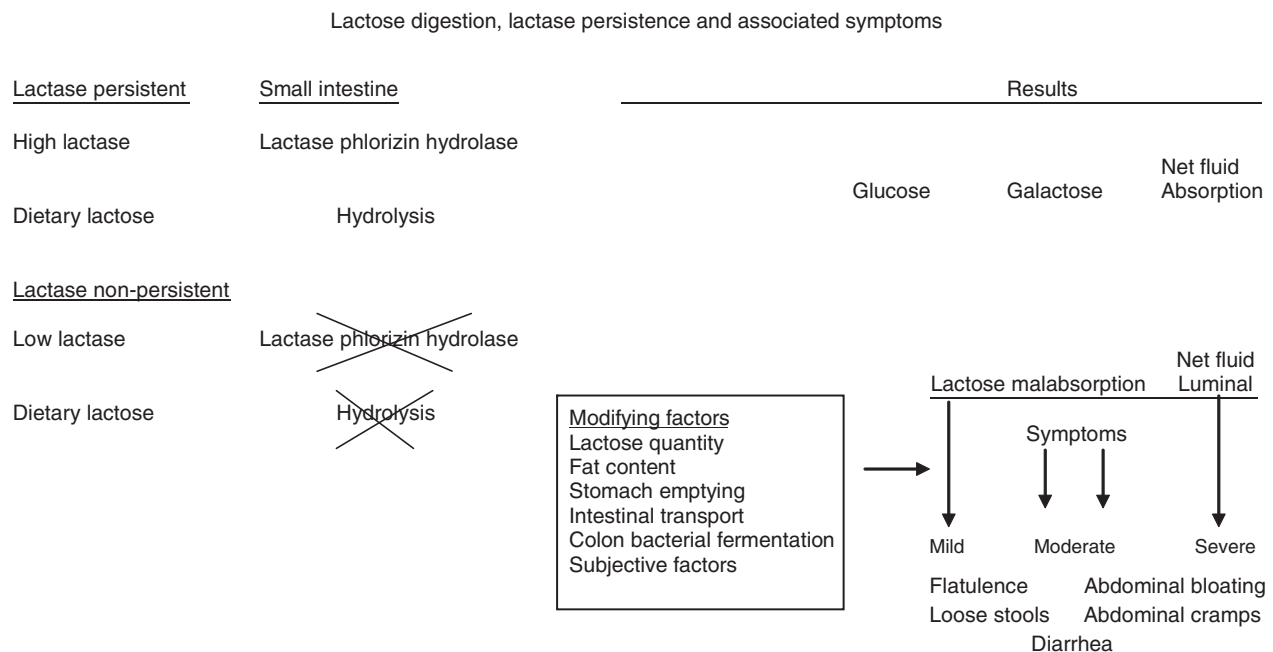 Lactose digestion, lactase persistence and associated symptoms
Lactase persistent Small intestine Results
High lactase Lactase phlorizin hydrolase
Glucose Galactose Net fluid
Absorption
Dietary lactose Hydrolysis
Lactase non-persistent
Low lactase Lactase phlorizin hydrolase
Dietary lactose Hydrolysis
Modifying factors
Lactose quantity
Fat content
Stomach emptying
Intestinal transport
Colon bacterial fermentation
Subjective factors
Lactose malabsorption Net fluid
Luminal
Symptoms
Mild Moderate Severe
Flatulence Abdominal bloating
Loose stools Abdominal cramps
Diarrhea